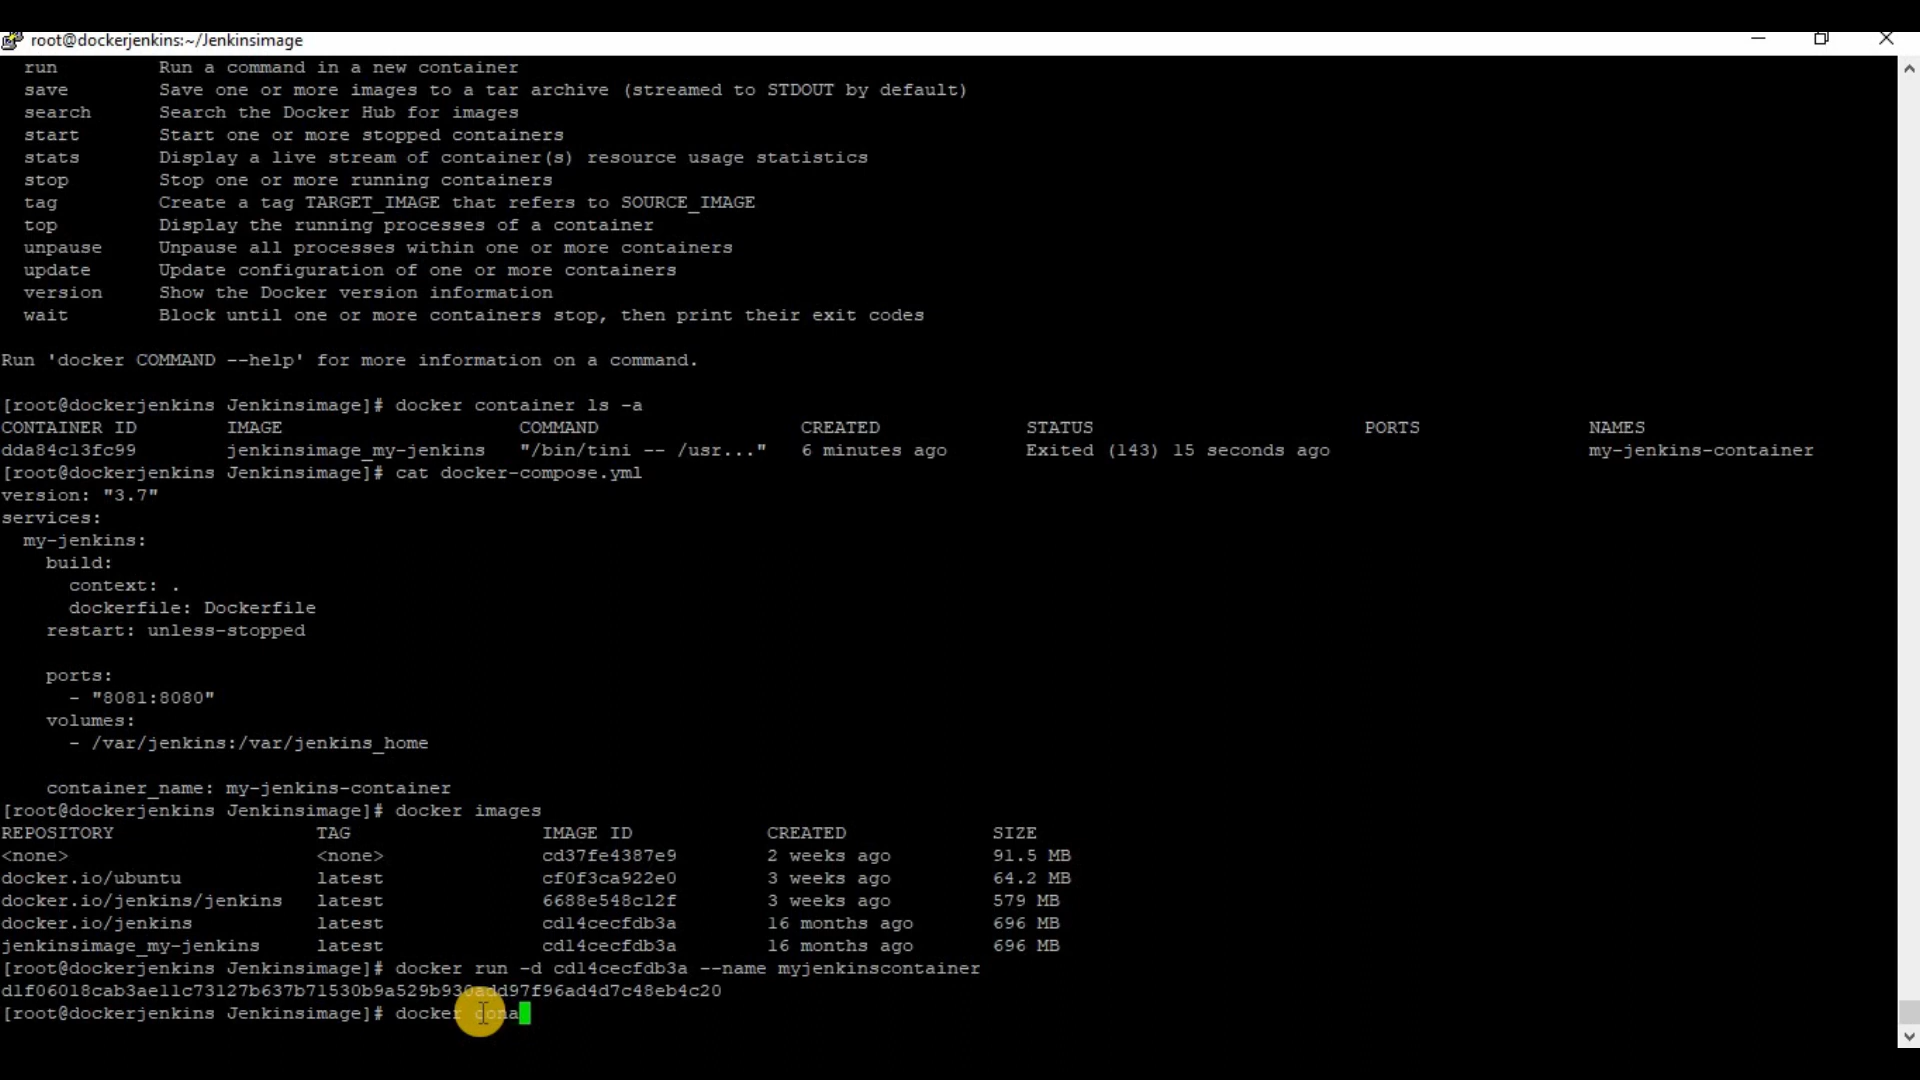 root@dockerjenkins:~/Jenkinsimage
run Run a command in a new container
save Save one or more images to a tar archive (streamed to STDOUT by default)
search Search the Docker Hub for images
start Start one or more stopped containers
stats Display a live stream of container(s) resource usage statistics
stop Stop one or more running containers
tag Create a tag TARGET_IMAGE that refers to SOURCE_IMAGE
top Display the running processes of a container
unpause Unpause all processes within one or more containers
update Update configuration of one or more containers
version Show the Docker version information
wait Block until one or more containers stop, then print their exit codes
Run 'docker COMMAND --help' for more information on a command.
[root@dockerjenkins Jenkinsimage]# docker container ls -a
CONTAINER ID IMAGE COMMAND CREATED STATUS PORTS NAMES
dda84c13fc99 jenkinsimage_my-jenkins "/bin/tini -- /usr..." 6 minutes ago Exited (143) 15 seconds ago my-jenkins-container
[root@dockerjenkins Jenkinsimage]# cat docker-compose.yml
version: "3.7"
services:
my-jenkins:
build:
context: .
dockerfile: Dockerfile
restart: unless-stopped
ports:
- "8081:8080"
volumes:
- /var/jenkins:/var/jenkins_home
container_name: my-jenkins-container
[root@dockerjenkins Jenkinsimage]# docker images
REPOSITORY TAG IMAGE ID CREATED SIZE
<none> <none> cd37fe4387e9 2 weeks ago 91.5 MB
docker.io/ubuntu latest cf0f3ca922e0 3 weeks ago 64.2 MB
docker.io/jenkins/jenkins latest 6688e548c12f 3 weeks ago 579 MB
docker.io/jenkins latest cd14cecfdb3a 16 months ago 696 MB
jenkinsimage_my-jenkins latest cd14cecfdb3a 16 months ago 696 MB
[root@dockerjenkins Jenkinsimage]# docker run -d cd14cecfdb3a --name myjenkinscontainer
d1f06018cab3ae11c73127b637b71530b9a529b930add97f96ad4d7c48eb4c20
[root@dockerjenkins Jenkinsimage]# docker cona